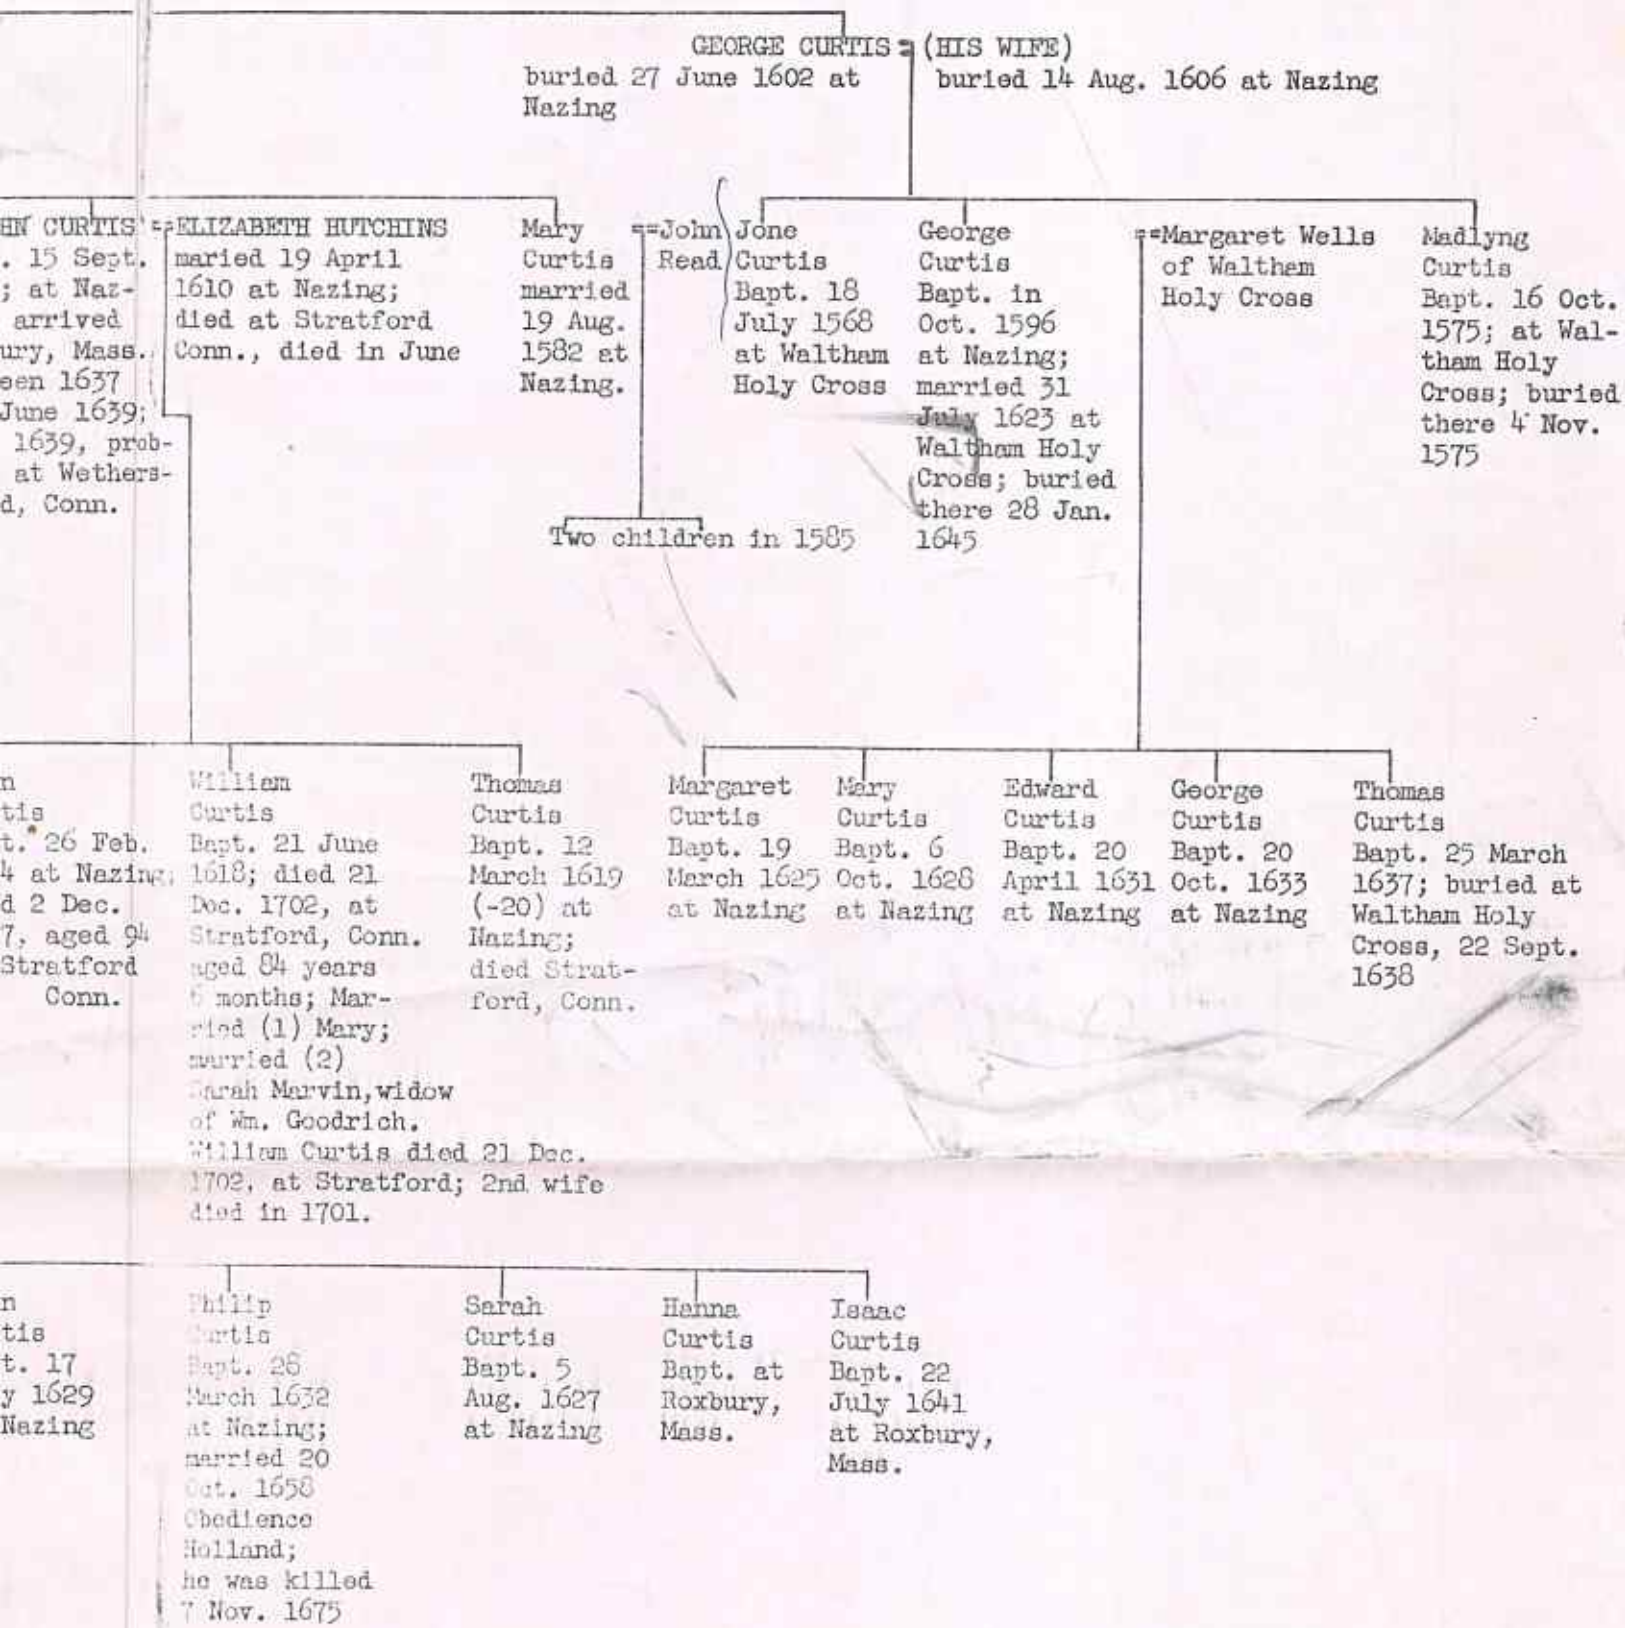 GEORGE CURTIS = (HIS WIFE)
buried 27 June 1602 at
Nazing
buried 14 Aug. 1606 at Nazing
HN CURTIS
. 15 Sept.
; at Naz-
arrived
ury, Mass.
een 1637
June 1639;
1639, prob-
at Wethers-
d, Conn.
==ELIZABETH HUTCHINS
maried 19 April
1610 at Nazing;
died at Stratford
Conn., died in June
Mary
Curtis
married
19 Aug.
1582 at
Nazing.
==John
Read
Two children in 1585
Jone
Curtis
Bapt. 18
July 1568
at Waltham
Holy Cross
George
Curtis
Bapt. in
Oct. 1596
at Nazing;
married 31
July 1623 at
Waltham Holy
Cross; buried
there 28 Jan.
1645
==Margaret Wells
of Waltham
Holy Cross
Madlyng
Curtis
Bapt. 16 Oct.
1575; at Wal-
tham Holy
Cross; buried
there 4 Nov.
1575
n
tis
t. 26 Feb.
4 at Nazing;
d 2 Dec.
7, aged 94
Stratford
Conn.
William
Curtis
Bapt. 21 June
1618; died 21
Dec. 1702, at
Stratford, Conn.
aged 84 years
6 months; Mar-
ried (1) Mary;
married (2)
Sarah Marvin,widow
of Wm. Goodrich.
William Curtis died 21 Dec.
1702, at Stratford; 2nd wife
died in 1701.
Thomas
Curtis
Bapt. 12
March 1619
(-20) at
Nazing;
died Strat-
ford, Conn.
Margaret
Curtis
Bapt. 19
March 1625
at Nazing
Mary
Curtis
Bapt. 6
Oct. 1628
at Nazing
Edward
Curtis
Bapt. 20
April 1631
at Nazing
George
Curtis
Bapt. 20
Oct. 1633
at Nazing
Thomas
Curtis
Bapt. 25 March
1637; buried at
Waltham Holy
Cross, 22 Sept.
1638
n
tis
t. 17
y 1629
Nazing
Philip
Curtis
Bapt. 28
March 1632
at Nazing;
married 20
Oct. 1658
Obedience
Holland;
he was killed
7 Nov. 1675
Sarah
Curtis
Bapt. 5
Aug. 1627
at Nazing
Hanna
Curtis
Bapt. at
Roxbury,
Mass.
Isaac
Curtis
Bapt. 22
July 1641
at Roxbury,
Mass.